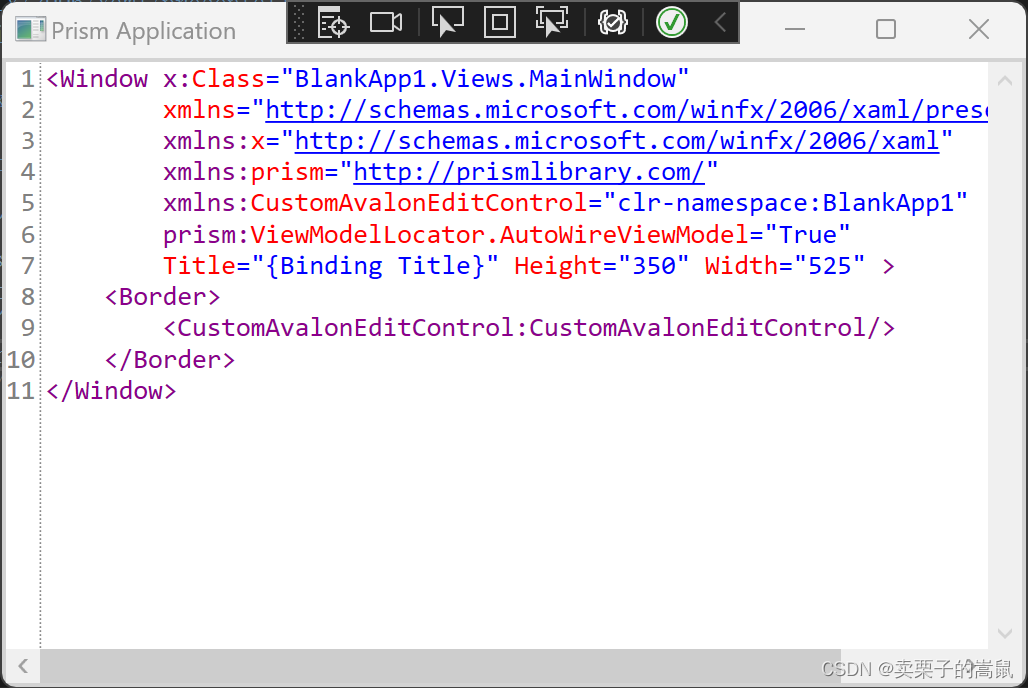 Prism Application
1 <Window x:Class="BlankApp1.Views.MainWindow"
2         xmlns="http://schemas.microsoft.com/winfx/2006/xaml/prese
3         xmlns:x="http://schemas.microsoft.com/winfx/2006/xaml"
4         xmlns:prism="http://prismlibrary.com/"
5         xmlns:CustomAvalonEditControl="clr-namespace:BlankApp1"
6         prism:ViewModelLocator.AutoWireViewModel="True"
7         Title="{Binding Title}" Height="350" Width="525" >
8     <Border>
9         <CustomAvalonEditControl:CustomAvalonEditControl/>
10     </Border>
11 </Window>
CSDN @卖栗子的嵩鼠